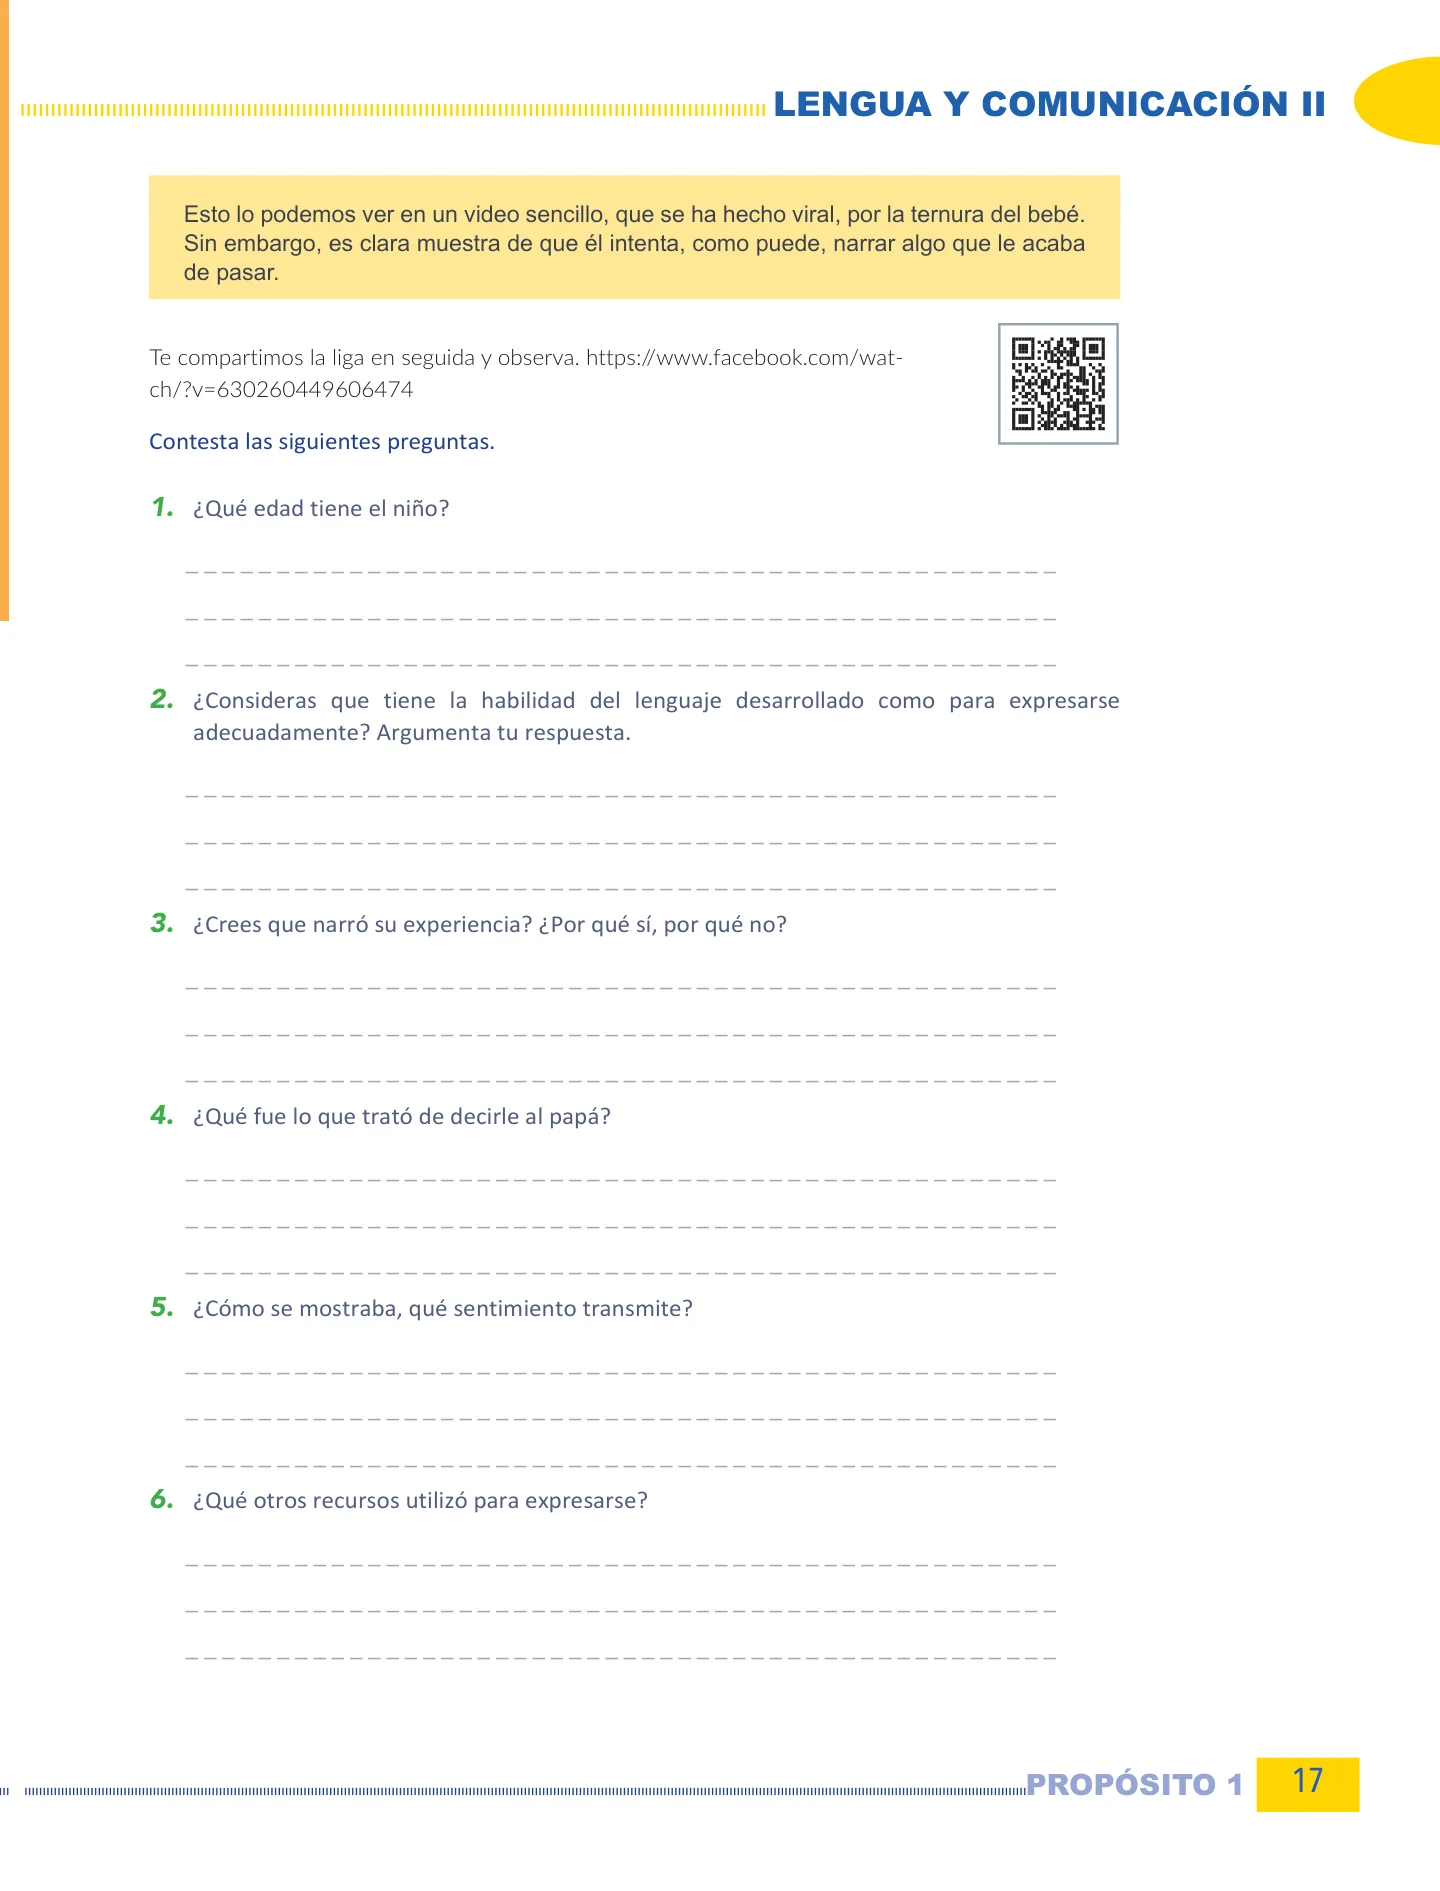 LENGUA Y COMUNICACIÓN II
Esto lo podemos ver en un video sencillo, que se ha hecho viral, por la ternura del bebé.
Sin embargo, es clara muestra de que él intenta, como puede, narrar algo que le acaba
de pasar.
Te compartimos la liga en seguida y observa. https://www.facebook.com/wat-
ch/?v=630260449606474
Contesta las siguientes preguntas.
1. ¿Qué edad tiene el niño?
2. ¿Consideras que tiene la habilidad del lenguaje desarrollado como para expresarse
adecuadamente? Argumenta tu respuesta.
3. ¿Crees que narró su experiencia? ¿Por qué sí, por qué no?
4. ¿Qué fue lo que trató de decirle al papá?
5. ¿Cómo se mostraba, qué sentimiento transmite?
6. ¿Qué otros recursos utilizó para expresarse?
PROPÓSITO 1 17